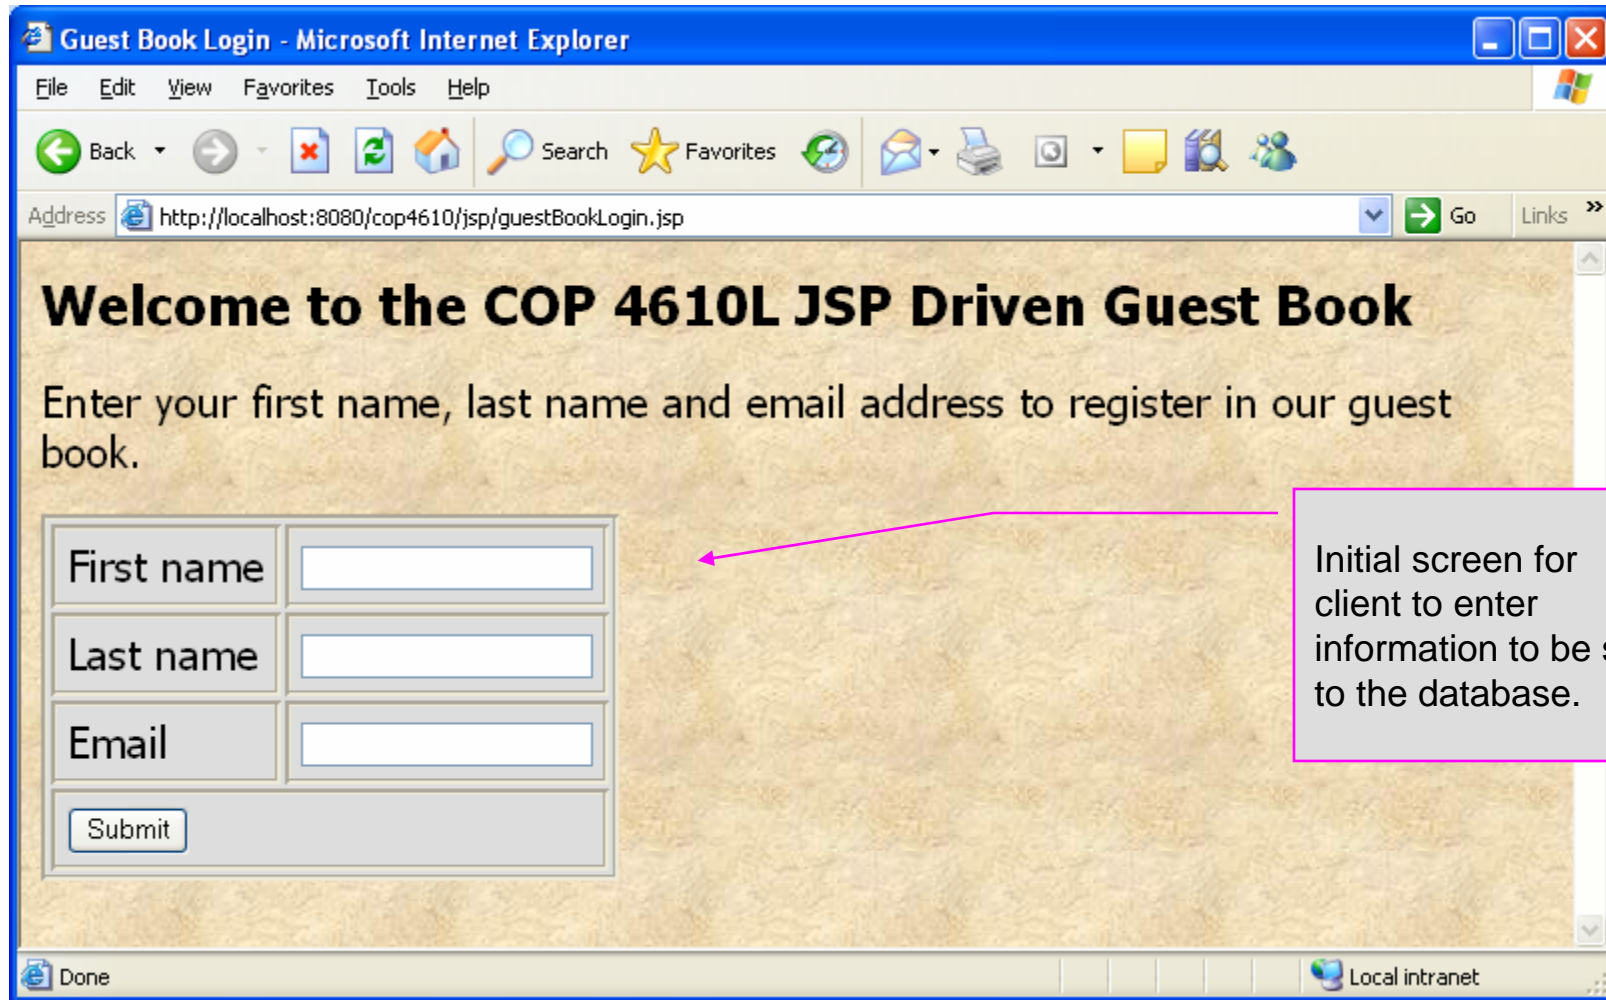 Guest Book Login - Microsoft Internet Explorer
File Edit View Favorites Tools Help
Back Search Favorites
Address http://localhost:8080/cop4610/jsp/guestBookLogin.jsp Go Links »
Welcome to the COP 4610L JSP Driven Guest Book
Enter your first name, last name and email address to register in our guest
book.
First name
Last name
Email
Submit
Initial screen for
client to enter
information to be
to the database.
Done Local intranet